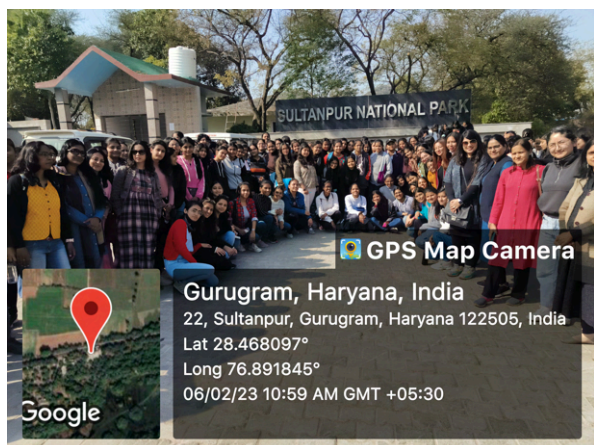 SULTANPUR NATIONAL PARK
GPS Map Camera
Gurugram, Haryana, India
22, Sultanpur, Gurugram, Haryana 122505, India
Lat 28.468097°
Long 76.891845°
06/02/23 10:59 AM GMT +05:30
Google